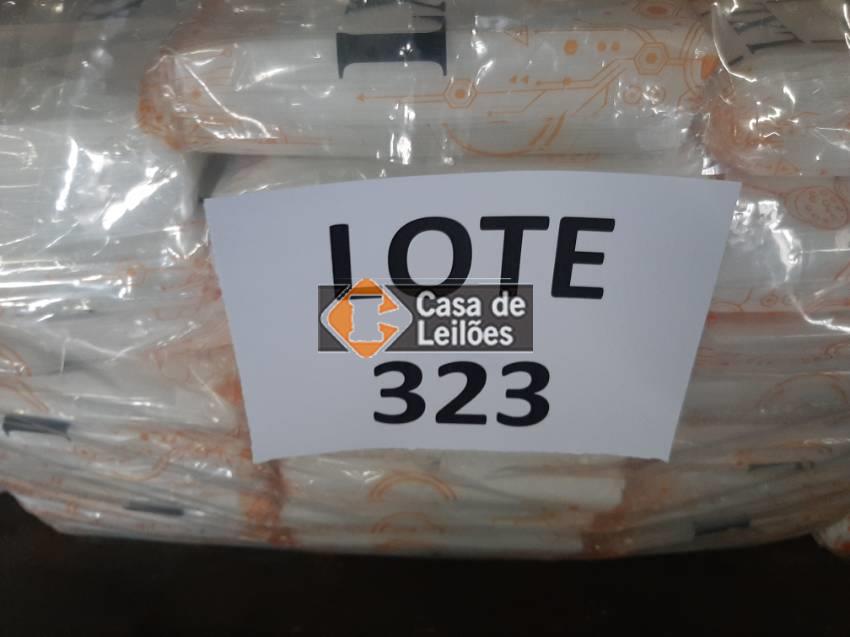 LOTE
Casa de
Leilões
323